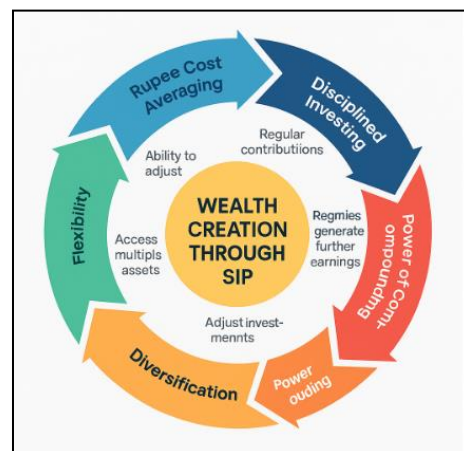 Rupee Cost
Averaging
Disciplined
Investing
Regular
contributiions
Ability to
adjust
WEALTH
CREATION
THROUGH
SIP
Regmies
generate
further
earnings
Power of Com-
ompounding
Flexibility
Access
multipls
assets
Adjust invest-
mennts
Diversification
Power
ouding